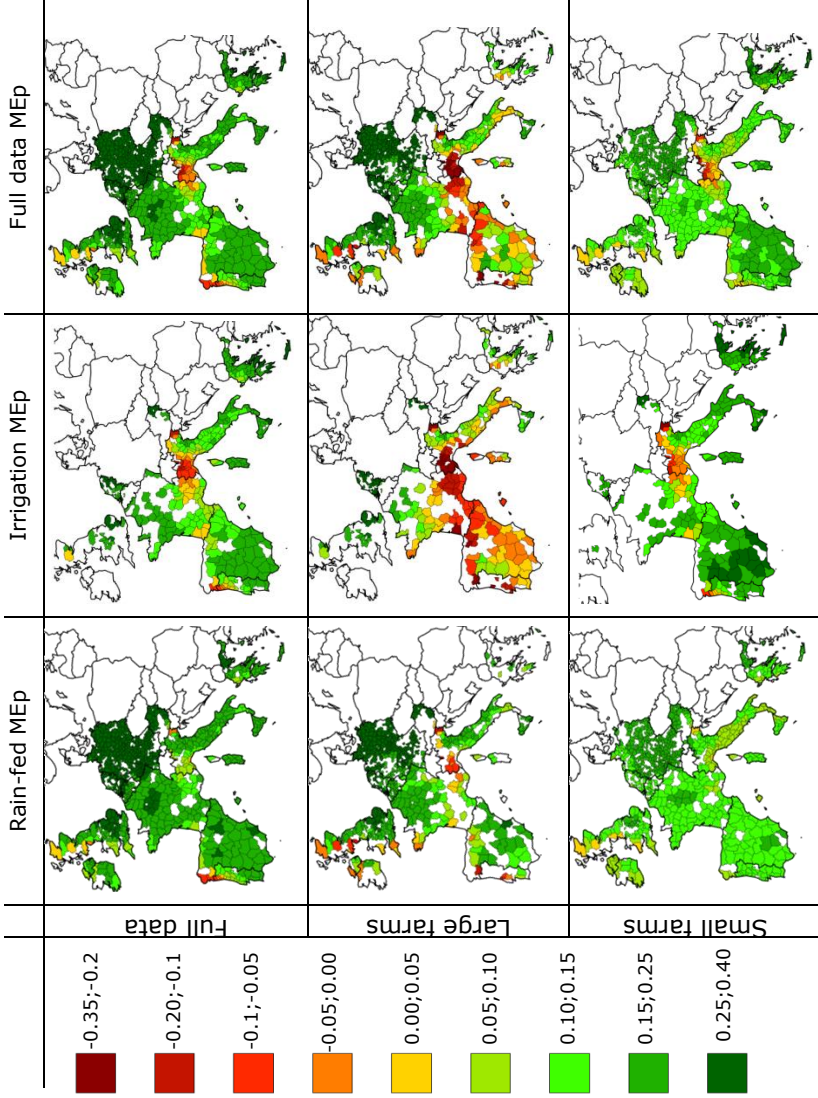 Rain-fed MEp
Irrigation MEp
Full data MEp
Full data
Large farms
Small farms
-0.35;-0.2
-0.20;-0.1
-0.1;-0.05
-0.05;0.00
0.00;0.05
0.05;0.10
0.10;0.15
0.15;0.25
0.25;0.40